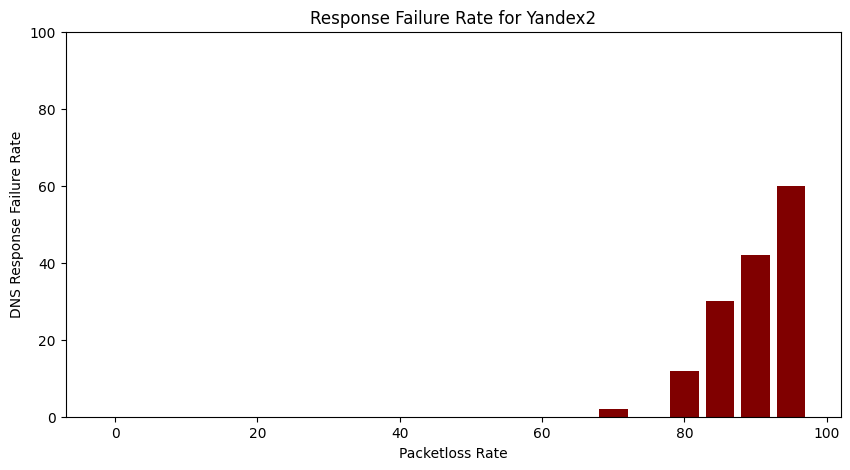 Response Failure Rate for Yandex2
DNS Response Failure Rate
100
80
60
40
20
0
0 20 40 60 80 100
Packetloss Rate